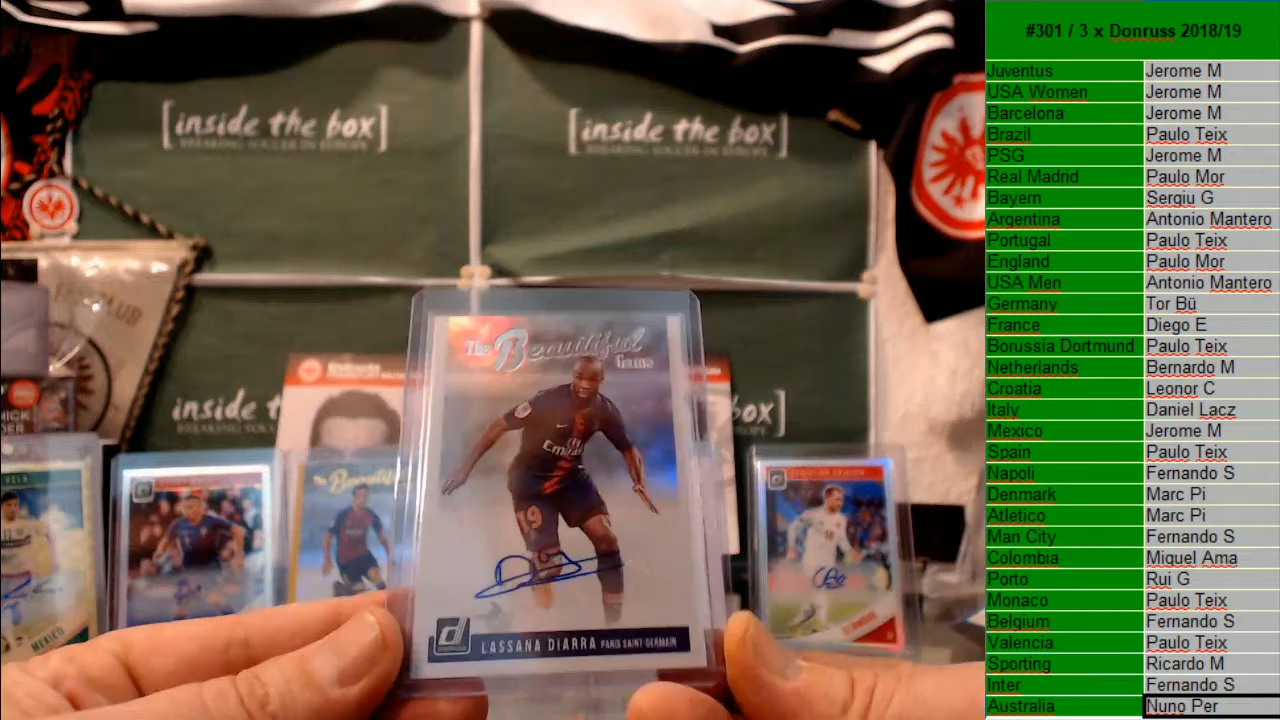 #301 / 3 x Donruss 2018/19
Juventus Jerome M
USA Women Jerome M
Barcelona Jerome M
Brazil Paulo Teix
PSG Jerome M
Real Madrid Paulo Mor
Bayern Sergiu G
Argentina Antonio Mantero
Portugal Paulo Teix
England Paulo Mor
USA Men Antonio Mantero
Germany Tor Bü
France Diego E
Borussia Dortmund Paulo Teix
Netherlands Bernardo M
Croatia Leonor C
Italy Daniel Lacz
Mexico Jerome M
Spain Paulo Teix
Napoli Fernando S
Denmark Marc Pi
Atletico Marc Pi
Man City Fernando S
Colombia Miguel Ama
Porto Rui G
Monaco Paulo Teix
Belgium Fernando S
Valencia Paulo Teix
Sporting Ricardo M
Inter Fernando S
Australia Nuno Per
[inside the box]
BREAKING SOCCER IN EUROPE
[inside the box]
BREAKING SOCCER IN EUROPE
[inside t
box]
The Beautiful Game
Beautiful
19
LASSANA DIARRA PARIS SAINT-GERMAIN
MEXICO